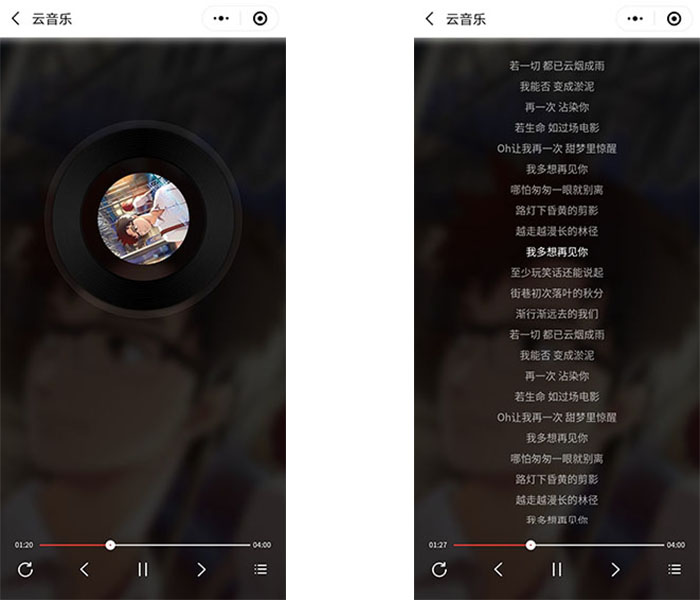 云音乐
01:20
04:00
云音乐
若一切 都已云烟成雨
我能否 变成淤泥
再一次 沾染你
若生命 如过场电影
Oh让我再一次 甜梦里惊醒
我多想再见你
哪怕匆匆一眼就别离
路灯下昏黄的剪影
越走越漫长的林径
我多想再见你
至少玩笑话还能说起
街巷初次落叶的秋分
渐行渐远去的我们
若一切 都已云烟成雨
我能否 变成淤泥
再一次 沾染你
若生命 如过场电影
Oh让我再一次 甜梦里惊醒
我多想再见你
哪怕匆匆一眼就别离
路灯下昏黄的剪影
越走越漫长的林径
我多想再见你
01:27
04:00